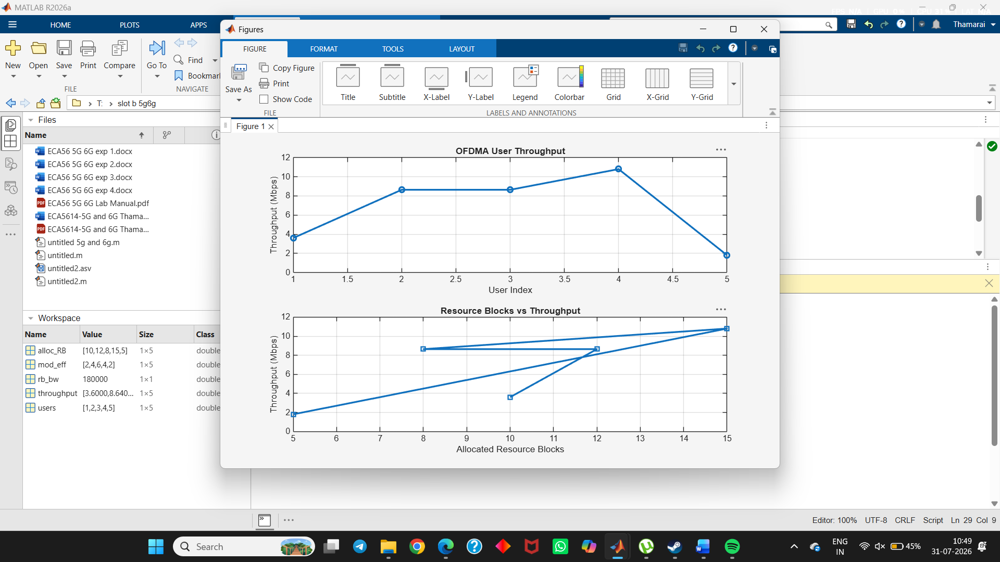 MATLAB R2026a
FPS N/A | GPU 0% | CPU 31% | LAT N/A
HOME PLOTS APPS
Thamarai
New Open Save Print Compare Go To
Find
Bookmar
FILE NAVIGATE
T: slot b 5g6g
Files
Name
ECA56 5G 6G exp 1.docx
ECA56 5G 6G exp 2.docx
ECA56 5G 6G exp 3.docx
ECA56 5G 6G exp 4.docx
ECA56 5G 6G Lab Manual.pdf
ECA5614-5G and 6G Thama...
ECA5614-5G and 6G Thama...
untitled 5g and 6g.m
untitled.m
untitled2.asv
untitled2.m
Workspace
Name Value Size Class
alloc_RB [10,12,8,15,5] 1×5 double
mod_eff [2,4,6,4,2] 1×5 double
rb_bw 180000 1×1 double
throughput [3.6000,8.640... 1×5 double
users [1,2,3,4,5] 1×5 double
Figures
FIGURE FORMAT TOOLS LAYOUT
Save As
Copy Figure
Print
Show Code
FILE
Title Subtitle X-Label Y-Label Legend Colorbar Grid X-Grid Y-Grid
LABELS AND ANNOTATIONS
Figure 1
OFDMA User Throughput
Throughput (Mbps)
12
10
8
6
4
2
0
1 1.5 2 2.5 3 3.5 4 4.5 5
User Index
Resource Blocks vs Throughput
Throughput (Mbps)
12
10
8
6
4
2
0
5 6 7 8 9 10 11 12 13 14 15
Allocated Resource Blocks
Editor: 100% UTF-8 CRLF Script Ln 29 Col 9
Search
ENG
IN
45%
10:49
31-07-2026